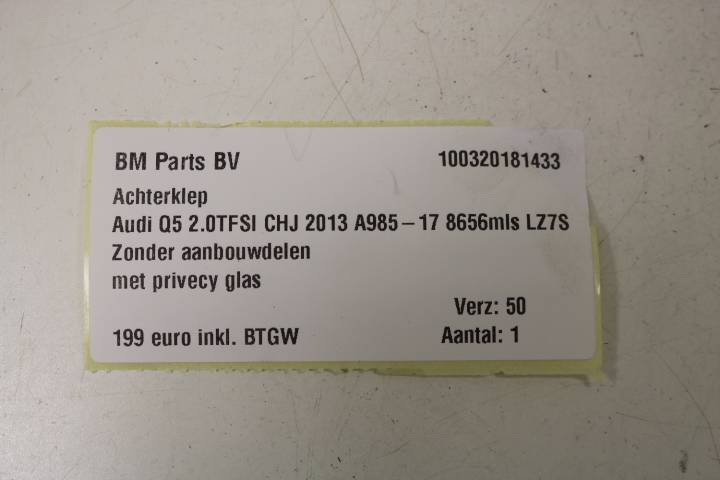 BM Parts BV 100320181433
Achterklep
Audi Q5 2.0TFSI CHJ 2013 A985-17 8656mls LZ7S
Zonder aanbouwdelen
met privecy glas
Verz: 50
199 euro inkl. BTGW Aantal: 1